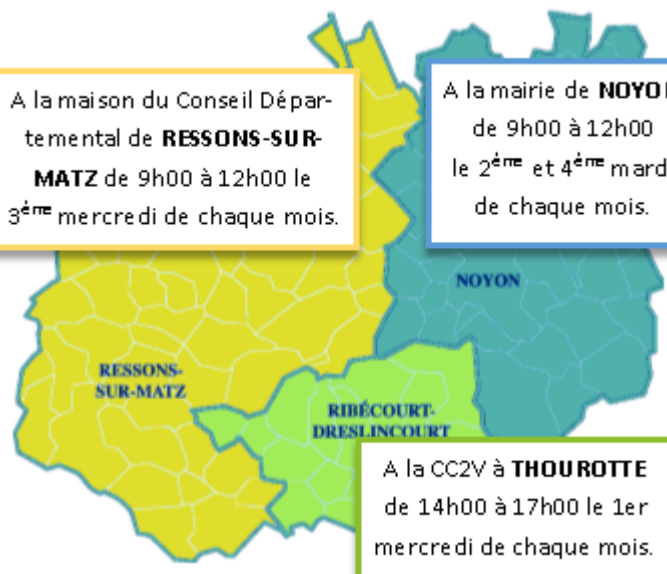 A la maison du Conseil Dépar-
temental de RESSONS-SUR-
MATZ de 9h00 à 12h00 le
3ème mercredi de chaque mois.
A la mairie de NOYON
de 9h00 à 12h00
le 2ème et 4ème mard
de chaque mois.
NOYON
RESSONS-
SUR-MATZ
RIBÉCOURT-
DRESLINCOURT
A la CC2V à THOUROTTE
de 14h00 à 17h00 le 1er
mercredi de chaque mois.